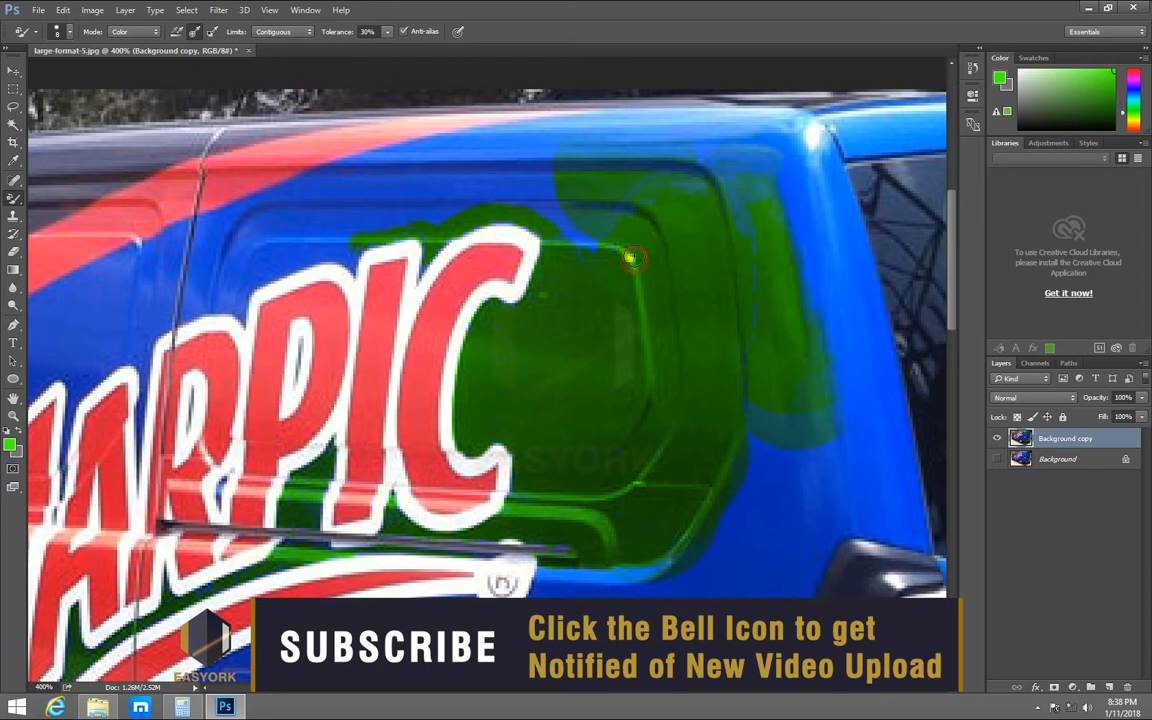 Ps File Edit Image Layer Type Select Filter 3D View Window Help
Mode: Color Limits: Contiguous Tolerance: 30% Anti-alias Essentials
8
large-format-5.jpg @ 400% (Background copy, RGB/8#) *
Color Swatches
Libraries Adjustments Styles
To use Creative Cloud Libraries,
please install the Creative Cloud
Application
Get it now!
Layers Channels Paths
Kind
Normal Opacity: 100%
Lock: Fill: 100%
Background copy
Background
HARPIC
EASYORK
SUBSCRIBE
Click the Bell Icon to get
Notified of New Video Upload
EASYORK
400% Doc: 1.26M/2.52M
8:38 PM
1/11/2018